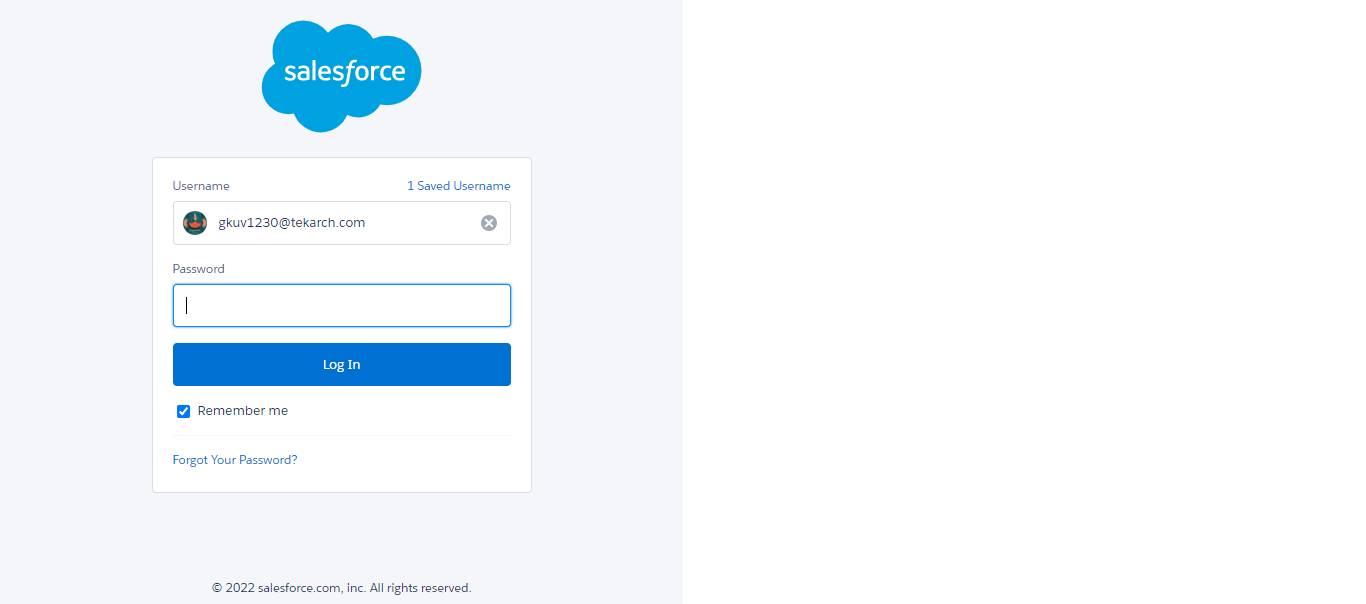 salesforce
Username 1 Saved Username
gkuv1230@tekarch.com
Password
Log In
Remember me
Forgot Your Password?
© 2022 salesforce.com, inc. All rights reserved.